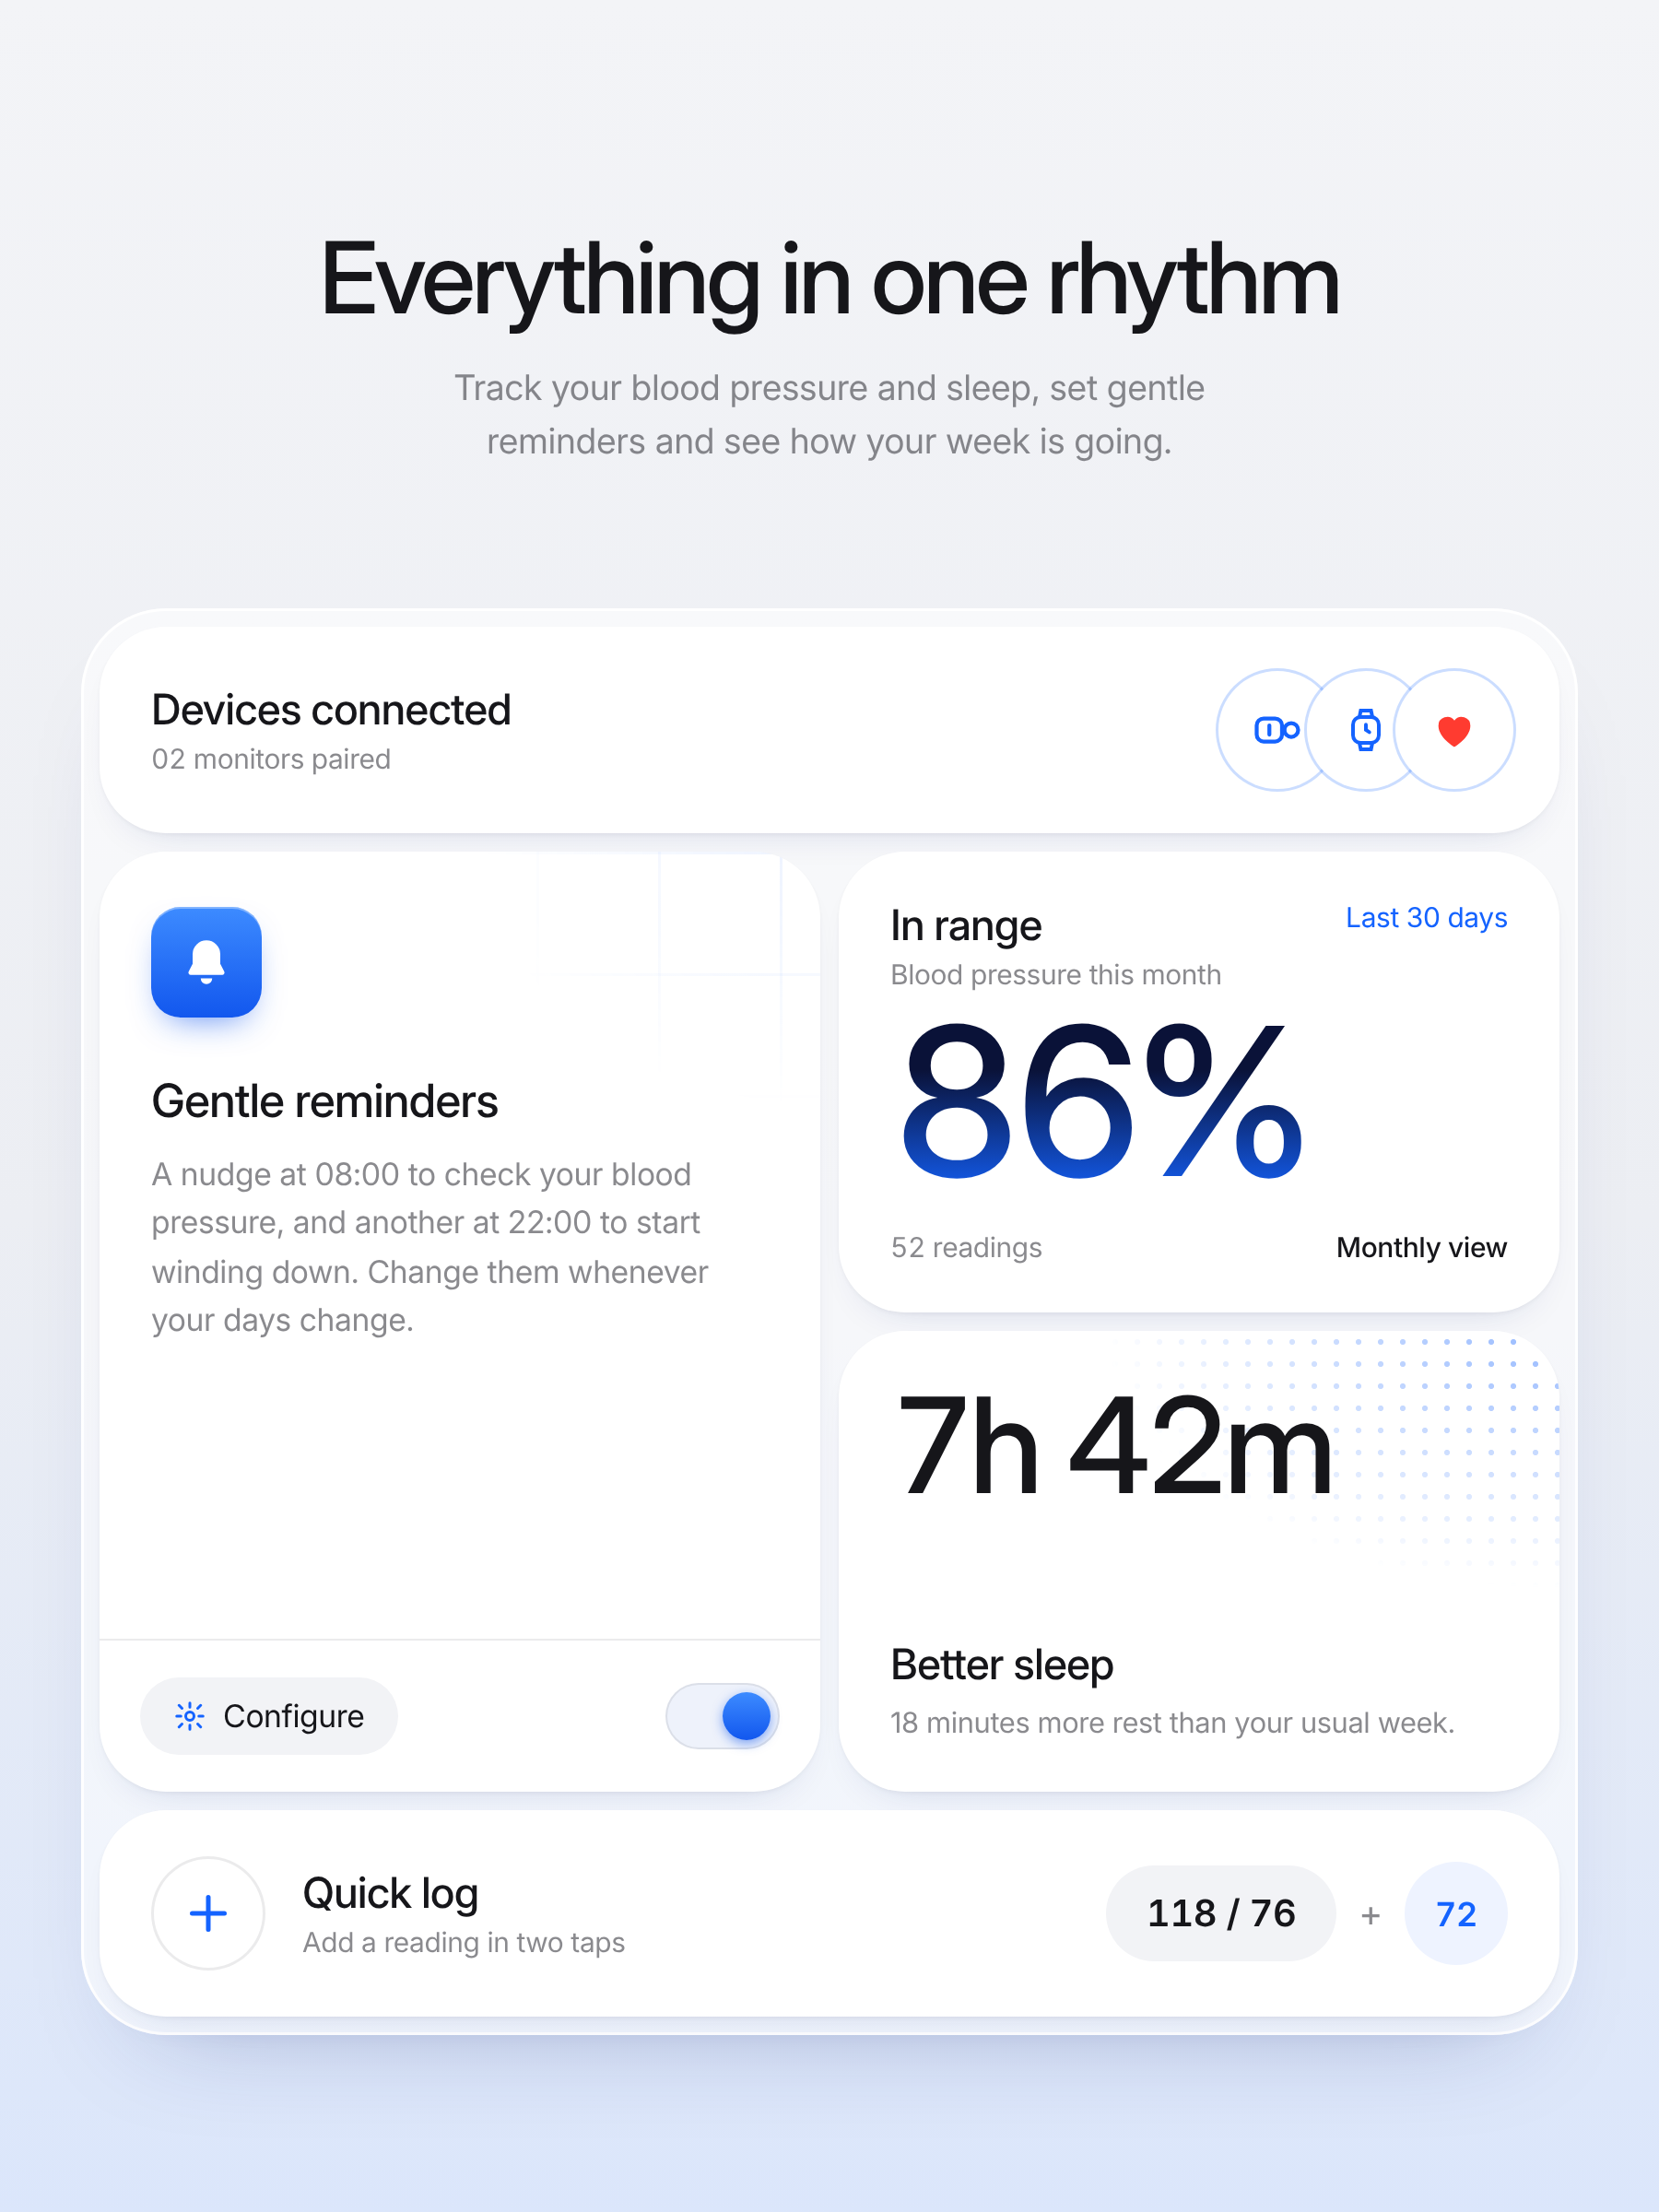 Everything in one rhythm
Track your blood pressure and sleep, set gentle
reminders and see how your week is going.
Devices connected
02 monitors paired
Gentle reminders
A nudge at 08:00 to check your blood
pressure, and another at 22:00 to start
winding down. Change them whenever
your days change.
Configure
In range
Last 30 days
Blood pressure this month
86%
52 readings
Monthly view
7h 42m
Better sleep
18 minutes more rest than your usual week.
Quick log
Add a reading in two taps
118 / 76 + 72